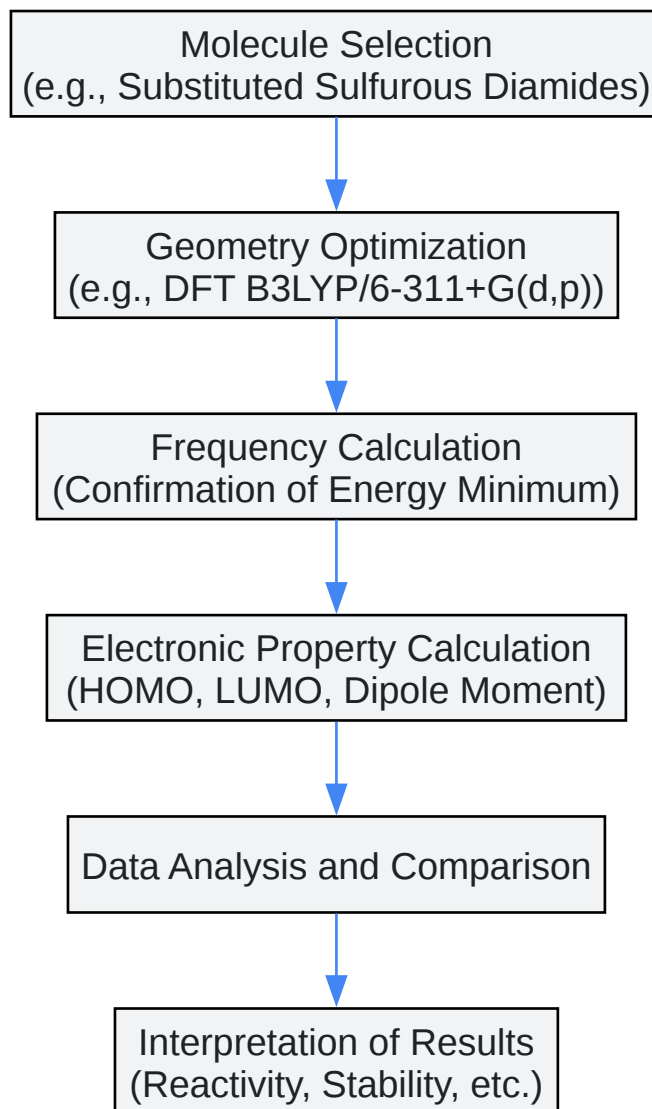 Molecule Selection
(e.g., Substituted Sulfurous Diamides)
Geometry Optimization
(e.g., DFT B3LYP/6-311+G(d,p))
Frequency Calculation
(Confirmation of Energy Minimum)
Electronic Property Calculation
(HOMO, LUMO, Dipole Moment)
Data Analysis and Comparison
Interpretation of Results
(Reactivity, Stability, etc.)